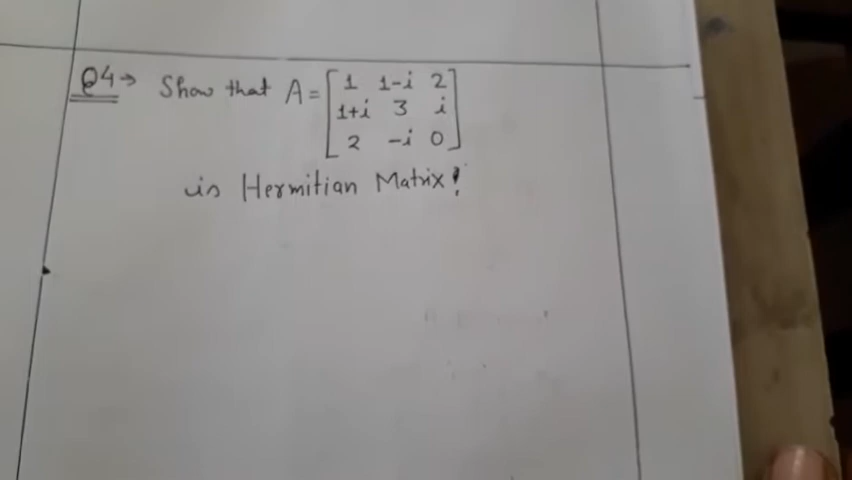 Q4→ Show that A= [1 1-i 2
1+i 3 i
2 -i 0]
is Hermitian Matrix!